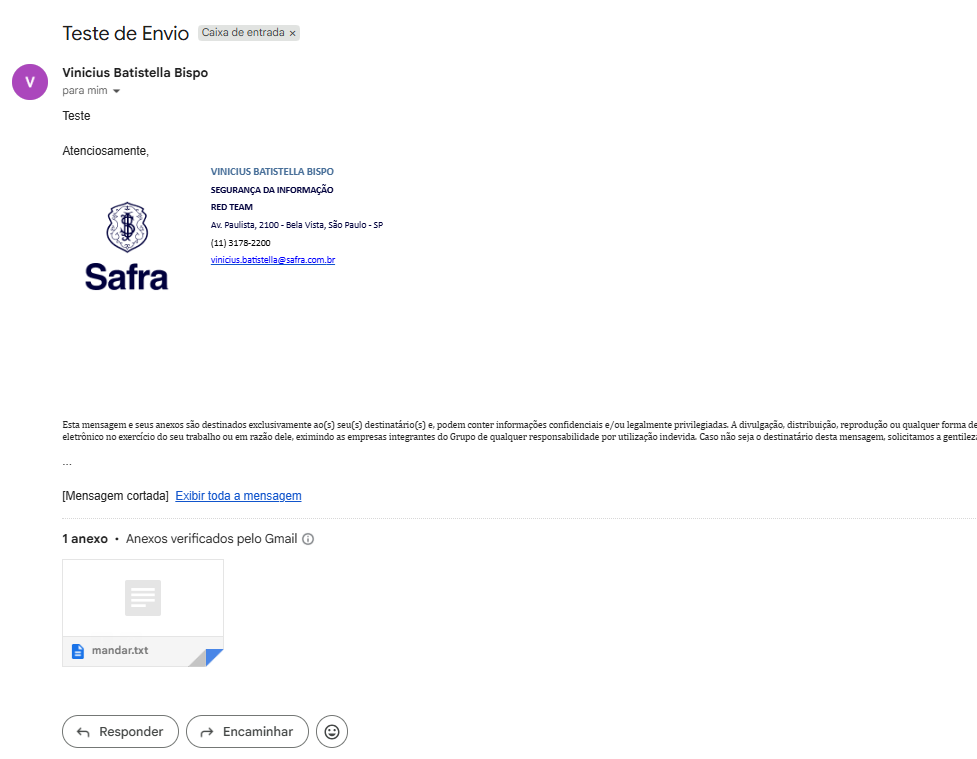 Teste de Envio Caixa de entrada ×
V
Vinicius Batistella Bispo
para mim
Teste
Atenciosamente,
VINICIUS BATISTELLA BISPO
SEGURANÇA DA INFORMAÇÃO
RED TEAM
Av. Paulista, 2100 - Bela Vista, São Paulo - SP
(11) 3178-2200
vinicius.batistella@safra.com.br
Safra
Esta mensagem e seus anexos são destinados exclusivamente ao(s) seu(s) destinatário(s) e, podem conter informações confidenciais e/ou legalmente privilegiadas. A divulgação, distribuição, reprodução ou qualquer forma de
eletrônico no exercício do seu trabalho ou em razão dele, eximindo as empresas integrantes do Grupo de qualquer responsabilidade por utilização indevida. Caso não seja o destinatário desta mensagem, solicitamos a
...
[Mensagem cortada] Exibir toda a mensagem
1 anexo • Anexos verificados pelo Gmail
mandar.txt
Responder Encaminhar